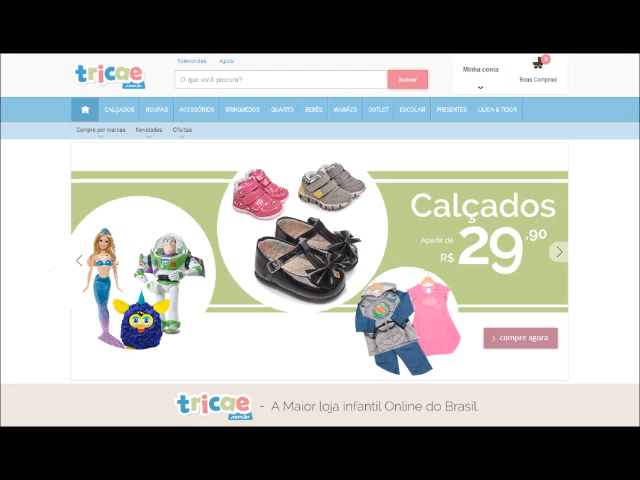 Televendas Ajuda
tricae
.com.br
O que você procura?
Buscar
Minha conta
Boas Compras!
CALÇADOS ROUPAS ACESSÓRIOS BRINQUEDOS QUARTO BEBÊS MAMÃES OUTLET ESCOLAR PRESENTES LILICA & TIGOR
Compre por marcas Novidades Ofertas
Calçados
Apartir de
R$ 29,90
compre agora
tricae
.com.br
- A Maior loja infantil Online do Brasil.